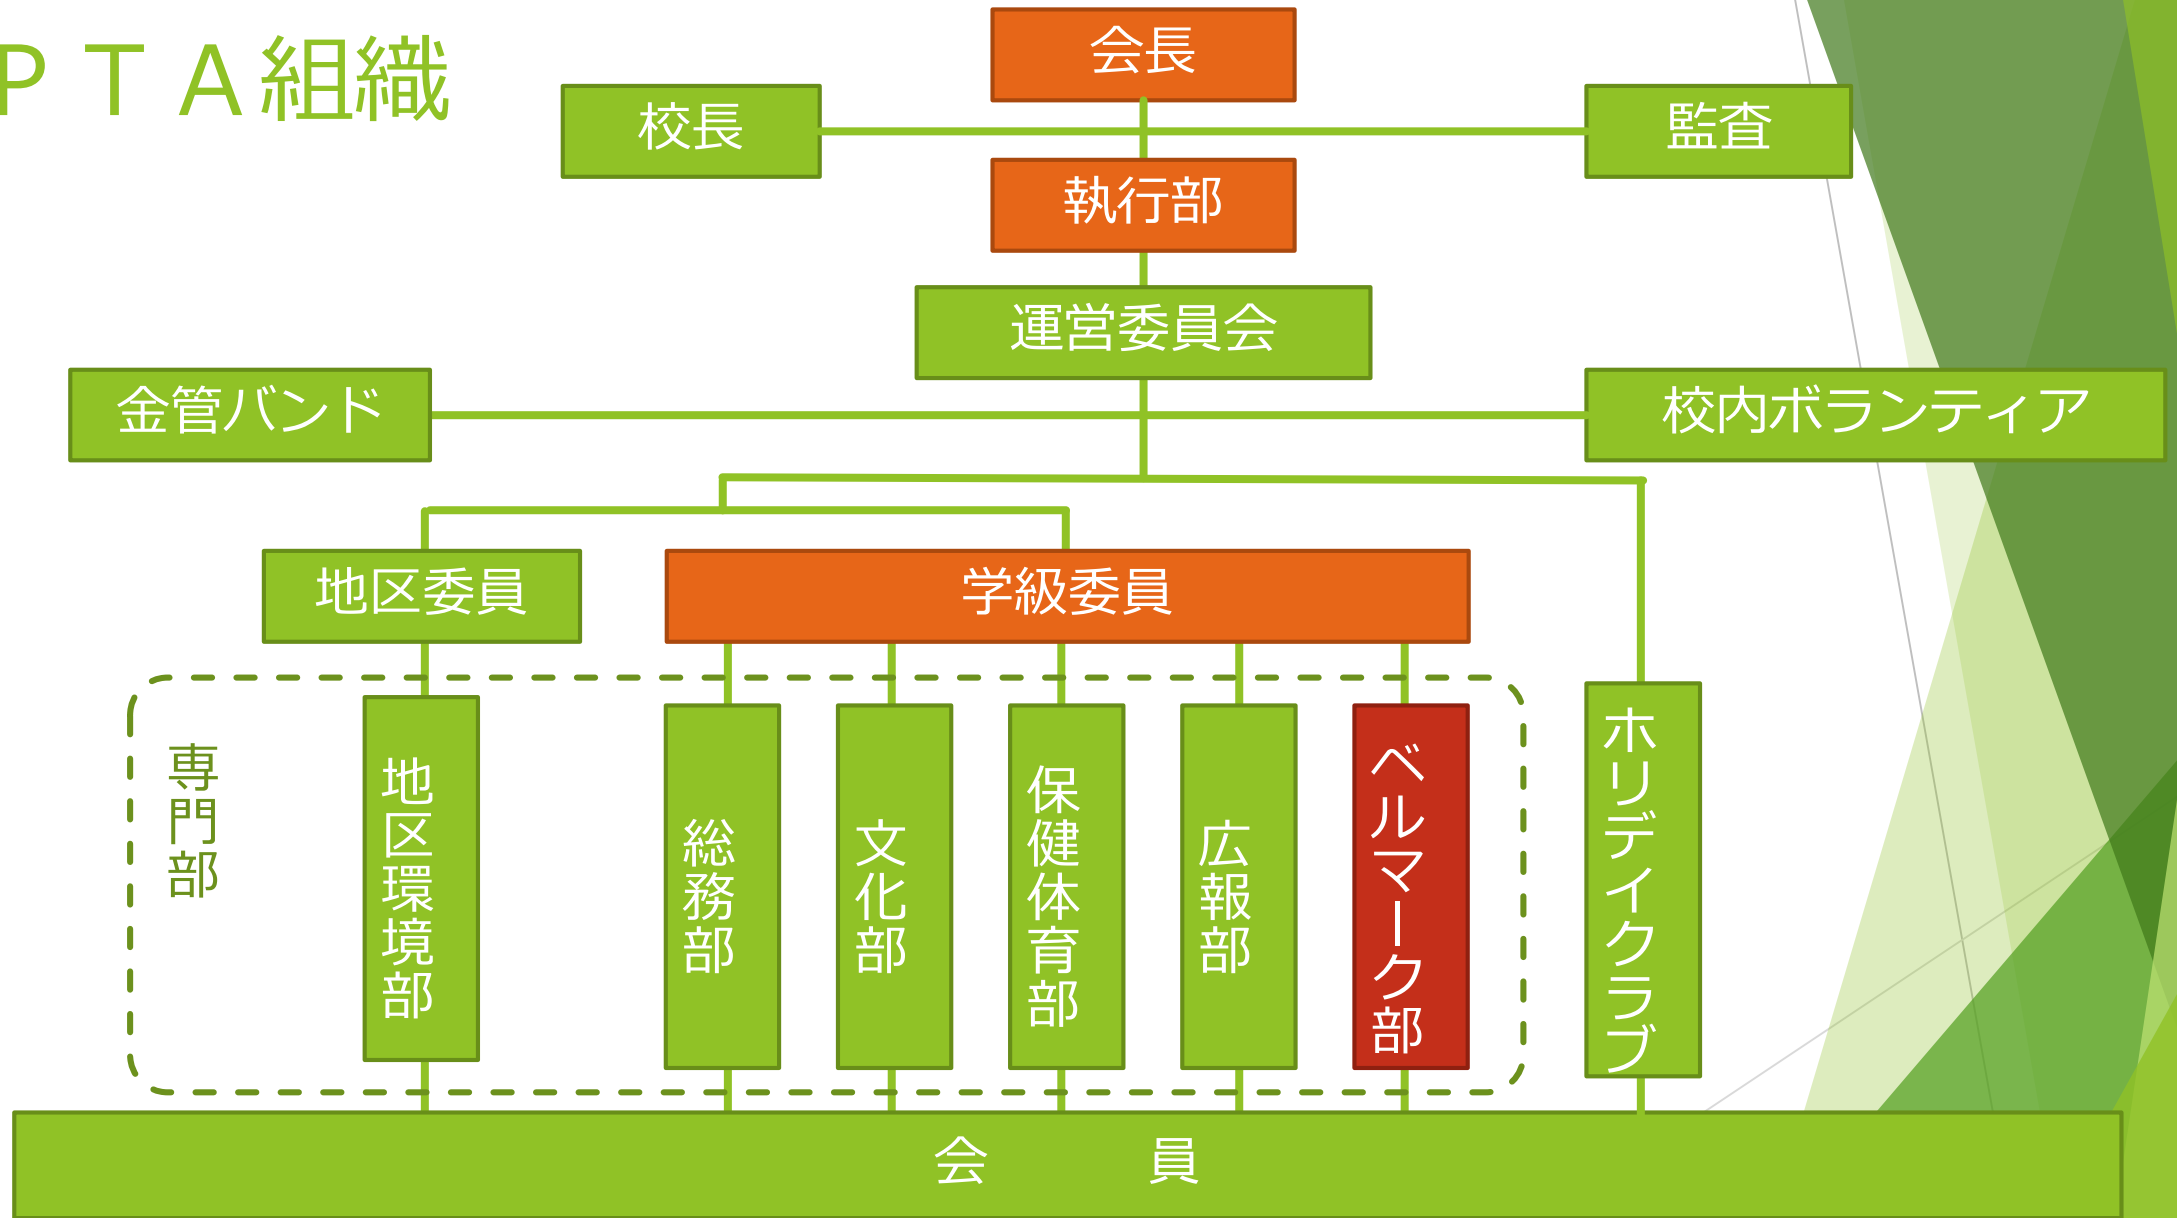 PTA組織
会長
校長
監査
執行部
運営委員会
金管バンド
校内ボランティア
地区委員
学級委員
専門部
地区環境部
総務部
文化部
保健体育部
広報部
ベルマーク部
ホリデイクラブ
会　　員